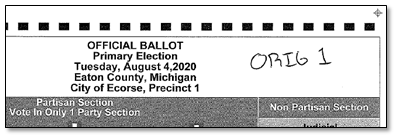 OFFICIAL BALLOT
Primary Election
Tuesday, August 4,2020
Eaton County, Michigan
City of Ecorse, Precinct 1
ORIG 1
Partisan Section
Vote In Only 1 Party Section
Non Partisan Section
Judicial